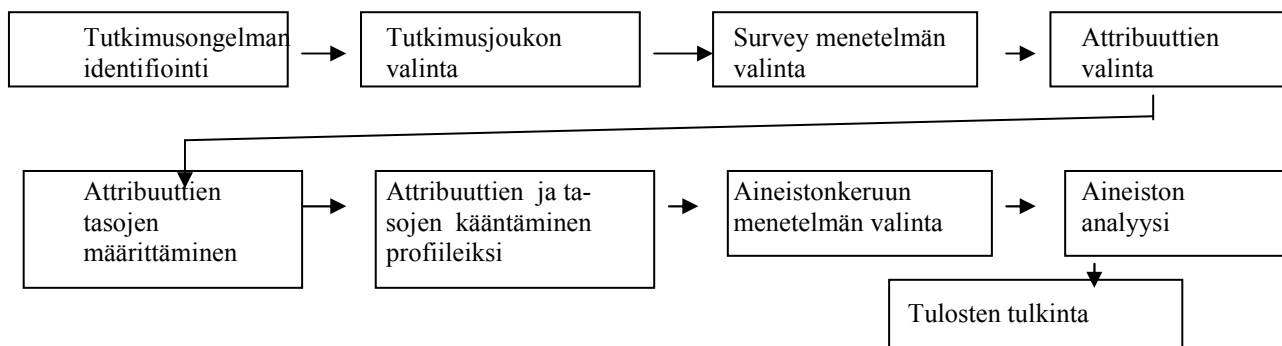 Tutkimusongelman
identifiointi
Tutkimusjoukon
valinta
Survey menetelmän
valinta
Attribuuttien
valinta
Attribuuttien
tasojen
määrittäminen
Attribuuttien ja ta-
sojen kääntäminen
profiileiksi
Aineistonkeruun
menetelmän valinta
Aineiston
analyysi
Tulosten tulkinta